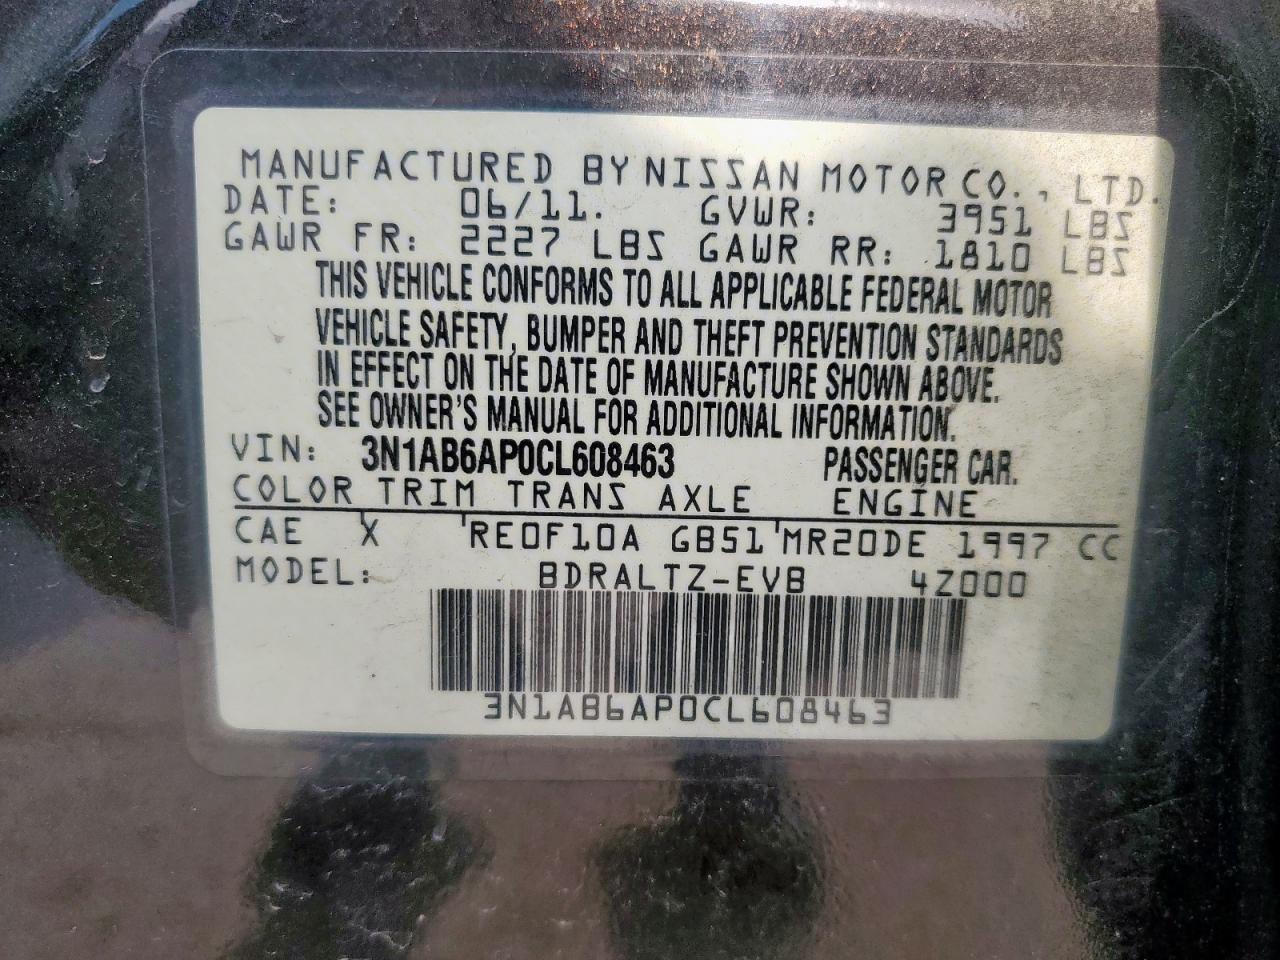 MANUFACTURED BY NISSAN MOTOR CO., LTD.
DATE: 06/11. GVWR: 3951 LBS
GAWR FR: 2227 LBS GAWR RR: 1810 LBS
THIS VEHICLE CONFORMS TO ALL APPLICABLE FEDERAL MOTOR
VEHICLE SAFETY, BUMPER AND THEFT PREVENTION STANDARDS
IN EFFECT ON THE DATE OF MANUFACTURE SHOWN ABOVE.
SEE OWNER'S MANUAL FOR ADDITIONAL INFORMATION.
VIN: 3N1AB6AP0CL608463 PASSENGER CAR.
COLOR TRIM TRANS AXLE ENGINE
CAE X RE0F10A GB51 MR20DE 1997 CC
MODEL: BDRALTZ-EVB 4Z000
3N1AB6AP0CL608463